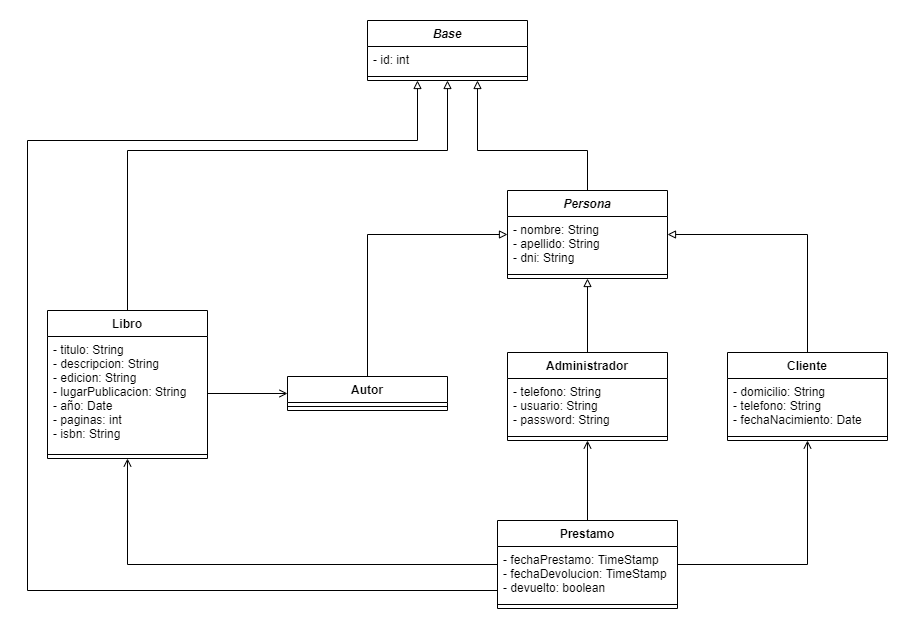 Base
- id: int
Persona
- nombre: String
- apellido: String
- dni: String
Libro
- titulo: String
- descripcion: String
- edicion: String
- lugarPublicacion: String
- año: Date
- paginas: int
- isbn: String
Autor
Administrador
- telefono: String
- usuario: String
- password: String
Cliente
- domicilio: String
- telefono: String
- fechaNacimiento: Date
Prestamo
- fechaPrestamo: TimeStamp
- fechaDevolucion: TimeStamp
- devuelto: boolean